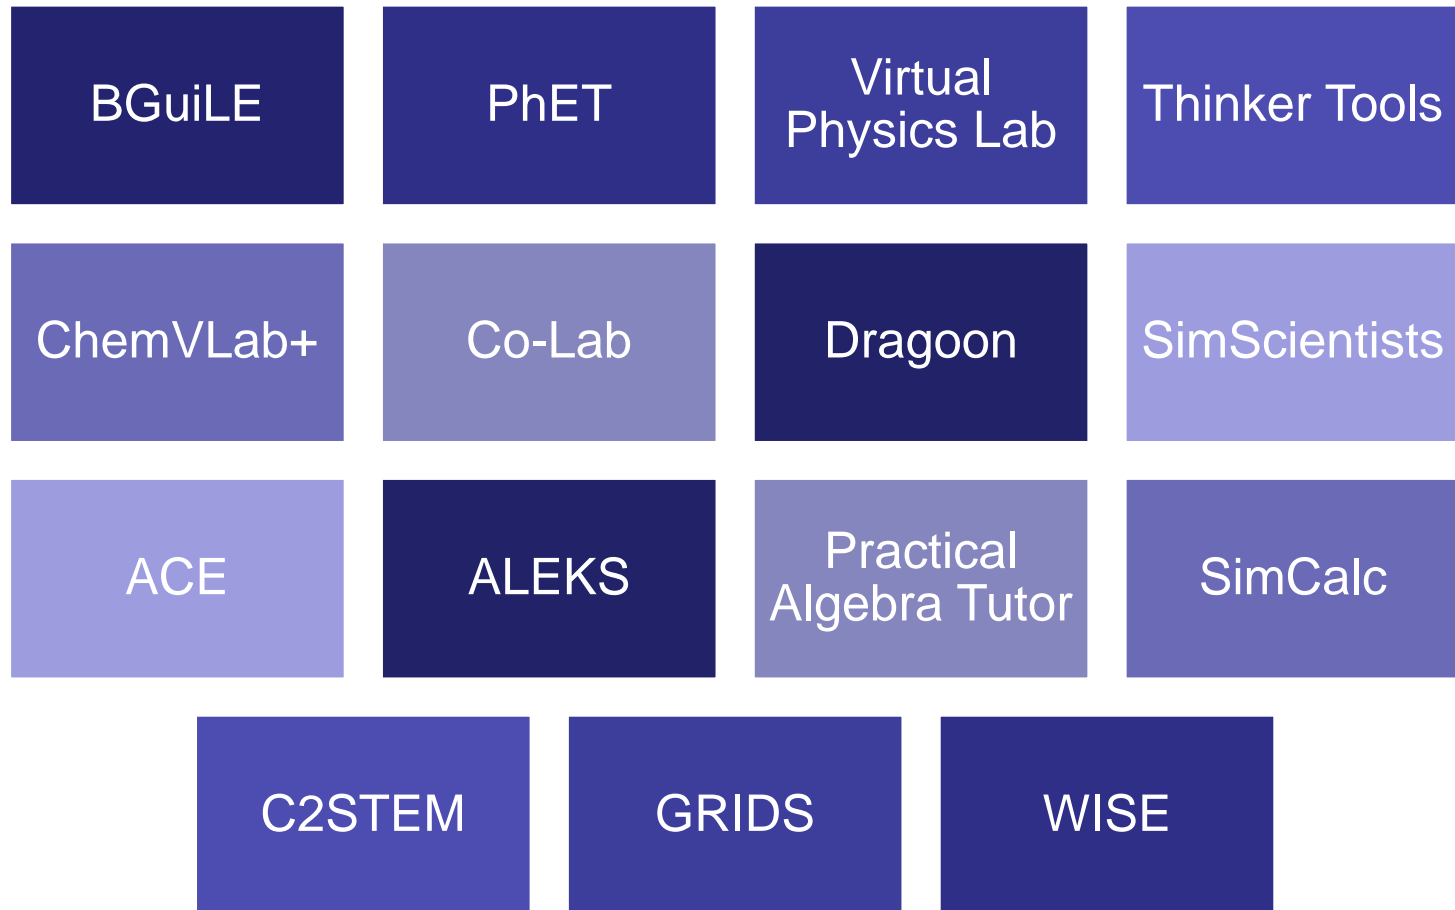 BGuiLE
PhET
Virtual
Physics Lab
Thinker Tools
ChemVLab+
Co-Lab
Dragoon
SimScientists
ACE
ALEKS
Practical
Algebra Tutor
SimCalc
C2STEM
GRIDS
WISE